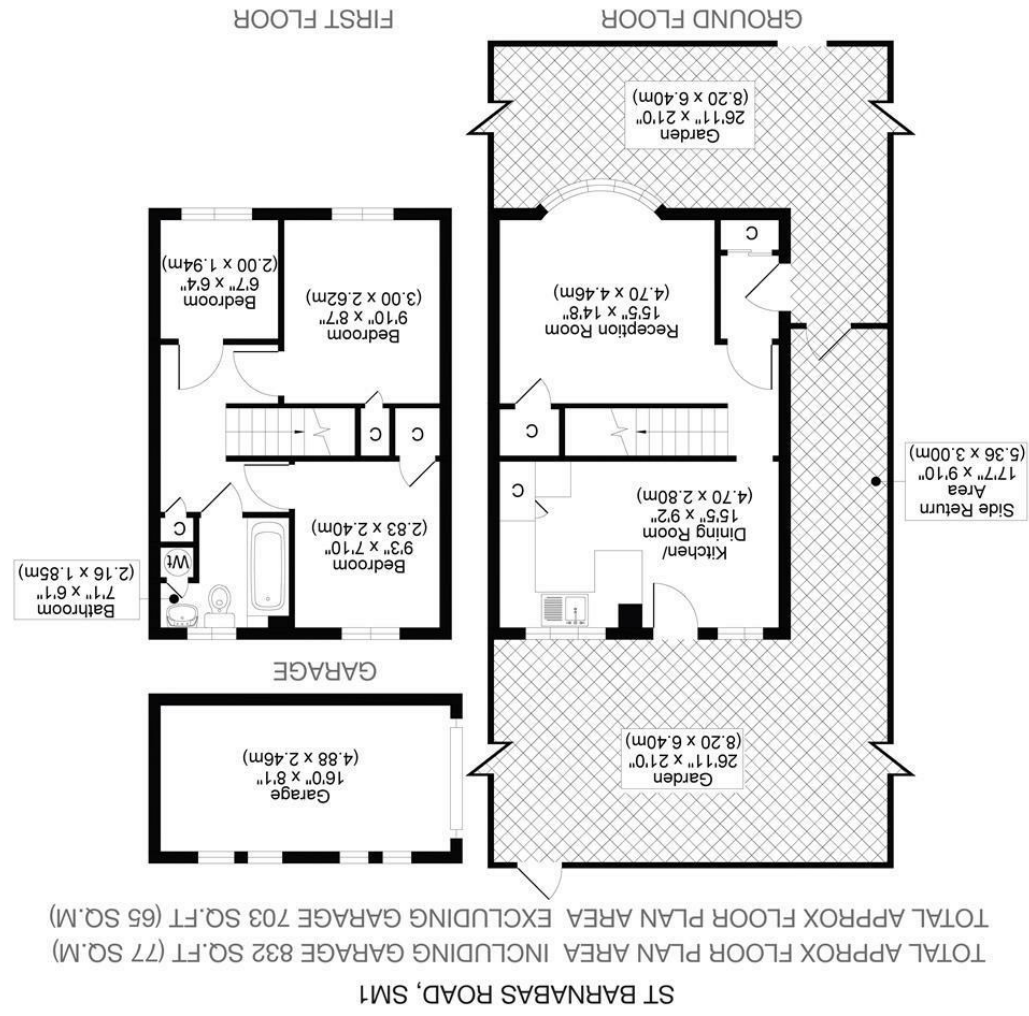 ST BARNABAS ROAD, SM1
TOTAL APPROX FLOOR PLAN AREA INCLUDING GARAGE 832 SQ.FT (77 SQ.M)
TOTAL APPROX FLOOR PLAN AREA EXCLUDING GARAGE 703 SQ.FT (65 SQ.M)
Garden
26'11" x 21'0"
(8.20 x 6.40m)
Garage
16'0" x 8'1"
(4.88 x 2.46m)
GARAGE
Side Return
Area
17'7" x 9'10"
(5.36 x 3.00m)
Kitchen/
Dining Room
15'5" x 9'2"
(4.70 x 2.80m)
C
C
Reception Room
15'5" x 14'8"
(4.70 x 4.46m)
C
Garden
26'11" x 21'0"
(8.20 x 6.40m)
GROUND FLOOR
Bedroom
9'3" x 7'10"
(2.83 x 2.40m)
Bathroom
7'1" x 6'1"
(2.16 x 1.85m)
Wt
C
C
C
Bedroom
9'10" x 8'7"
(3.00 x 2.62m)
Bedroom
6'7" x 6'4"
(2.00 x 1.94m)
FIRST FLOOR